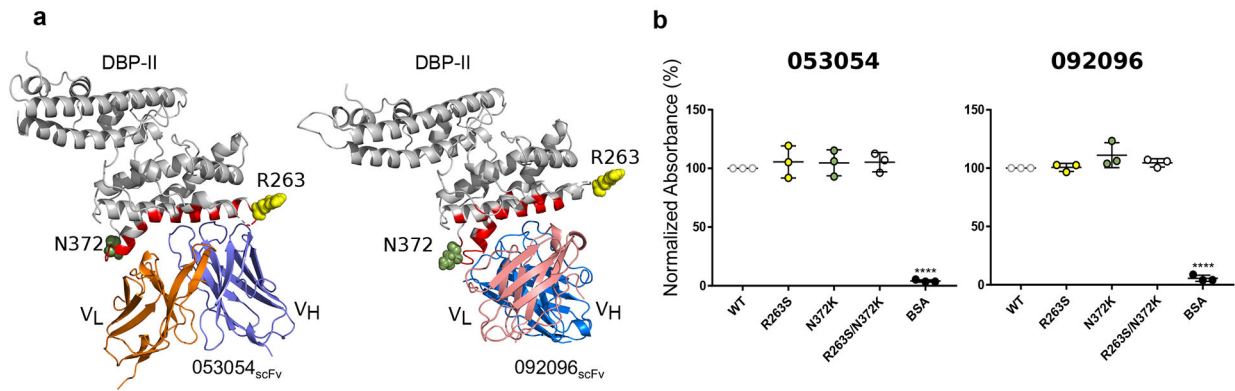 a
DBP-II
R263
N372
VL
VH
053054scFv
DBP-II
R263
N372
VL
VH
092096scFv
b
053054
Normalized Absorbance (%)
150
100
50
0
****
WT
R263S
N372K
R263S/N372K
BSA
092096
150
100
50
0
****
WT
R263S
N372K
R263S/N372K
BSA